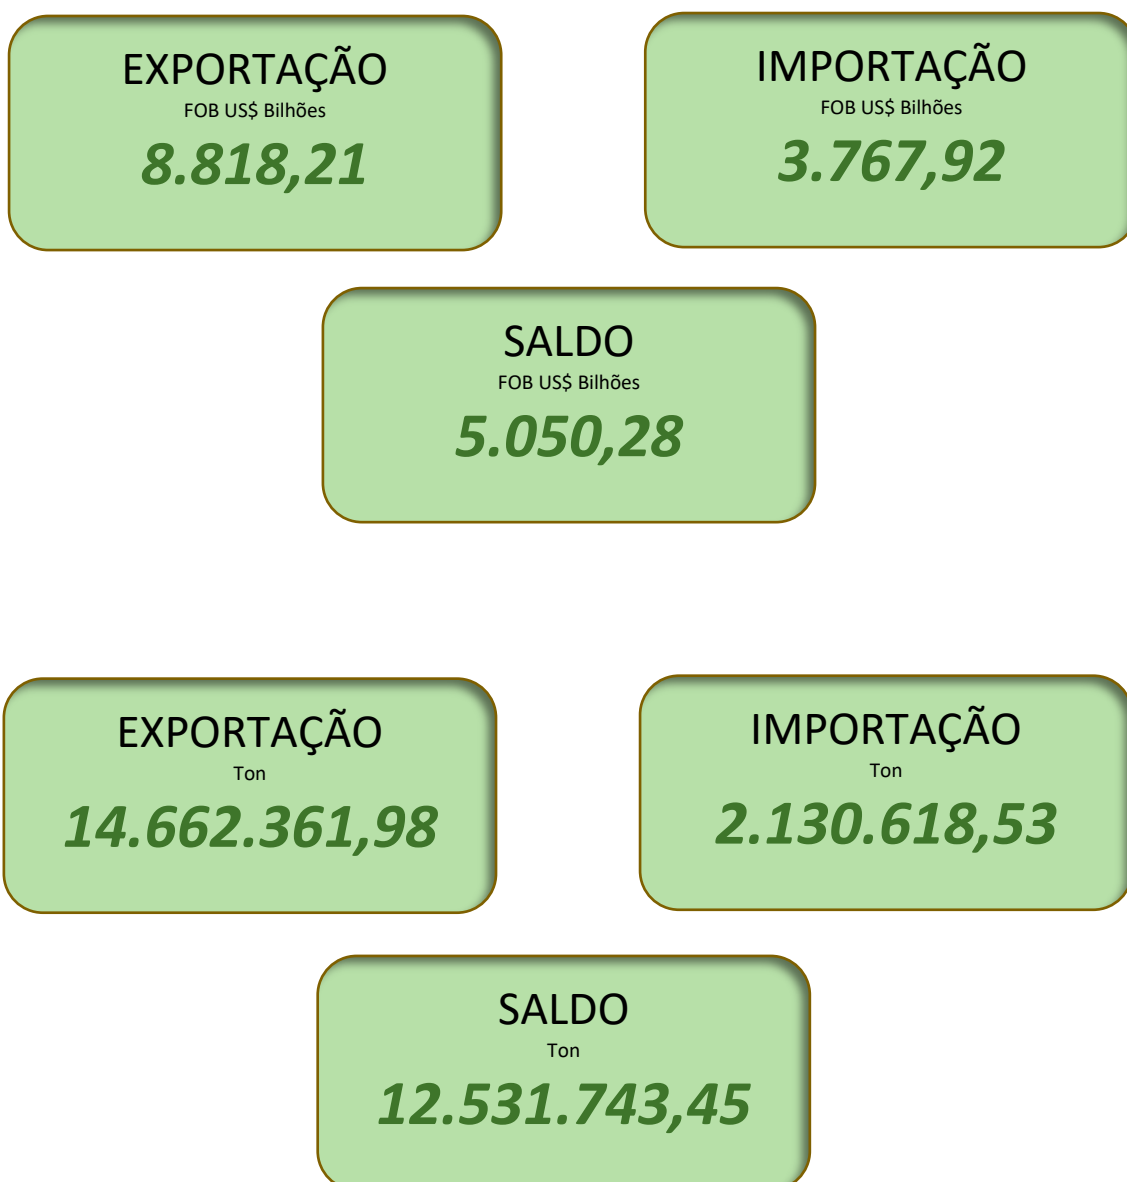 EXPORTAÇÃO
FOB US$ Bilhões
8.818,21
IMPORTAÇÃO
FOB US$ Bilhões
3.767,92
SALDO
FOB US$ Bilhões
5.050,28
EXPORTAÇÃO
Ton
14.662.361,98
IMPORTAÇÃO
Ton
2.130.618,53
SALDO
Ton
12.531.743,45